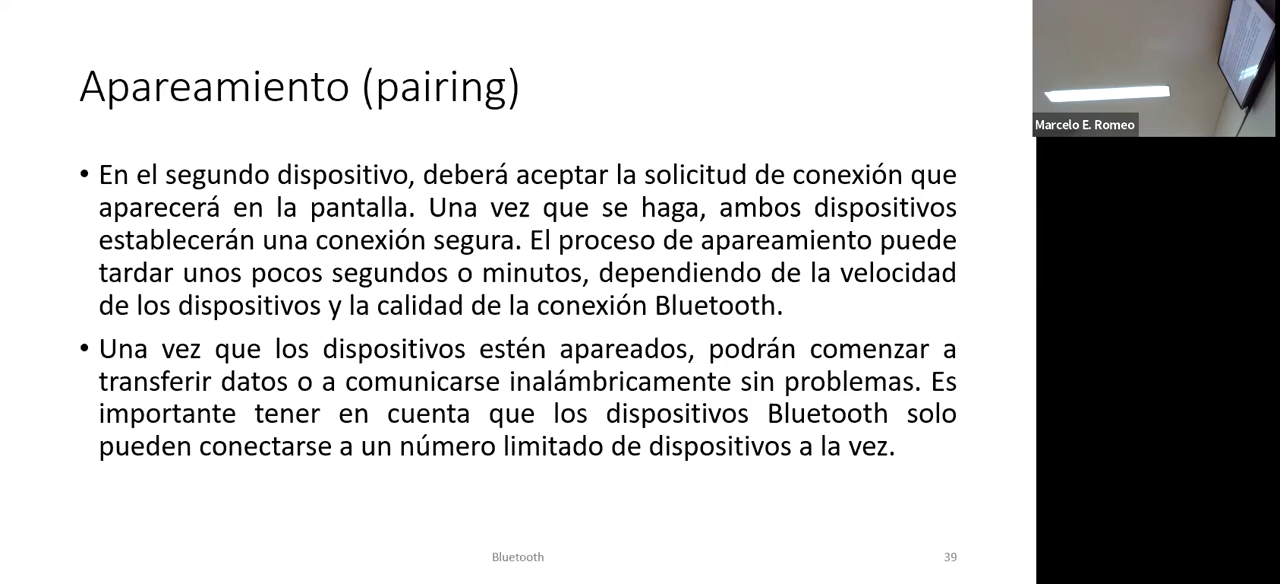 Apareamiento (pairing)
• En el segundo dispositivo, deberá aceptar la solicitud de conexión que
aparecerá en la pantalla. Una vez que se haga, ambos dispositivos
establecerán una conexión segura. El proceso de apareamiento puede
tardar unos pocos segundos o minutos, dependiendo de la velocidad
de los dispositivos y la calidad de la conexión Bluetooth.
• Una vez que los dispositivos estén apareados, podrán comenzar a
transferir datos o a comunicarse inalámbricamente sin problemas. Es
importante tener en cuenta que los dispositivos Bluetooth solo
pueden conectarse a un número limitado de dispositivos a la vez.
Bluetooth
39
Marcelo E. Romeo